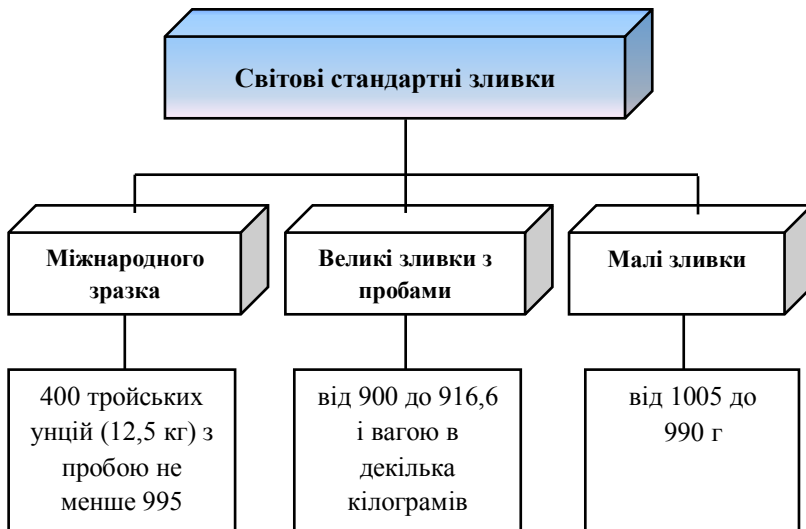 Світові стандартні зливки
Міжнародного
зразка
Великі зливки з
пробами
Малі зливки
400 тройських
унцій (12,5 кг) з
пробою не
менше 995
від 900 до 916,6
і вагою в
декілька
кілограмів
від 1005 до
990 г